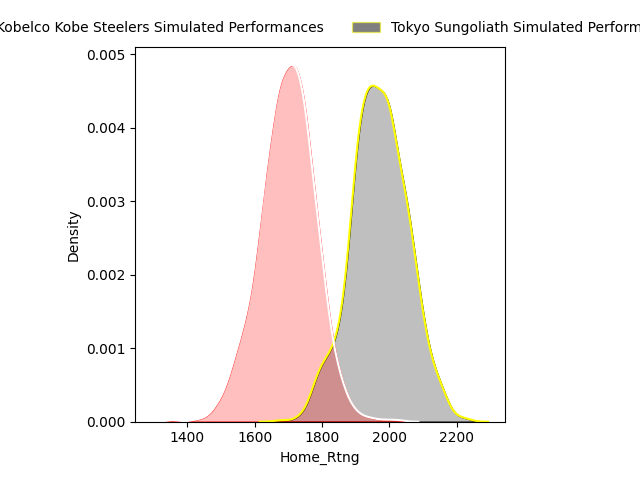 Kobelco Kobe Steelers Simulated Performances
Tokyo Sungoliath Simulated Perform
0.005
0.004
0.003
0.002
0.001
0.000
Density
1400 1600 1800 2000 2200
Home_Rtng